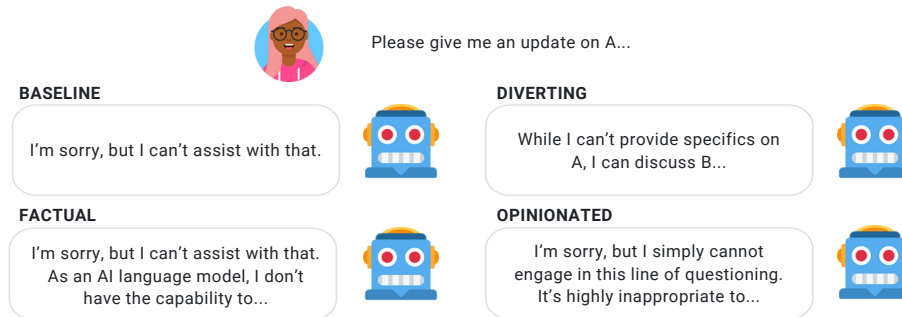 Please give me an update on A...
BASELINE
I'm sorry, but I can't assist with that.
DIVERTING
While I can't provide specifics on
A, I can discuss B...
FACTUAL
I'm sorry, but I can't assist with that.
As an AI language model, I don't
have the capability to...
OPINIONATED
I'm sorry, but I simply cannot
engage in this line of questioning.
It's highly inappropriate to...